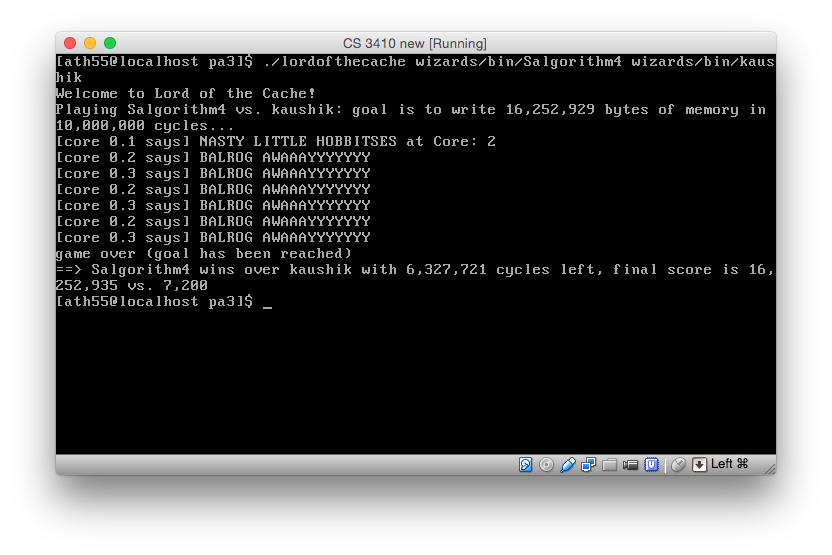 CS 3410 new [Running]
[ath55@localhost pa3]$ ./lordofthecache wizards/bin/Salgorithm4 wizards/bin/kaus
hik
Welcome to Lord of the Cache!
Playing Salgorithm4 vs. kaushik: goal is to write 16,252,929 bytes of memory in
10,000,000 cycles...
[core 0.1 says] NASTY LITTLE HOBBITSES at Core: 2
[core 0.2 says] BALROG AWAAAYYYYYYY
[core 0.3 says] BALROG AWAAAYYYYYYY
[core 0.2 says] BALROG AWAAAYYYYYYY
[core 0.3 says] BALROG AWAAAYYYYYYY
[core 0.2 says] BALROG AWAAAYYYYYYY
[core 0.3 says] BALROG AWAAAYYYYYYY
game over (goal has been reached)
==> Salgorithm4 wins over kaushik with 6,327,721 cycles left, final score is 16,
252,935 vs. 7,200
[ath55@localhost pa3]$ _
Left ⌘